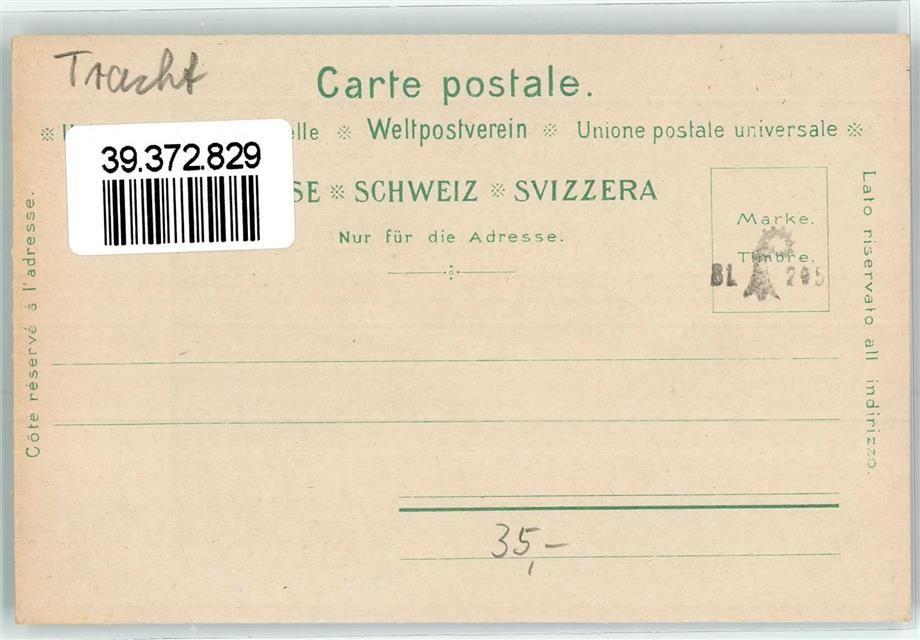 Tracht
Carte postale.
※ elle ※ Weltpostverein ※ Unione postale universale ※
39.372.829
SE ※ SCHWEIZ ※ SVIZZERA
Nur für die Adresse.
Marke.
Timbre.
BL 295
Côte réservé à l'adresse.
Lato riservato all indirizzo.
35,-